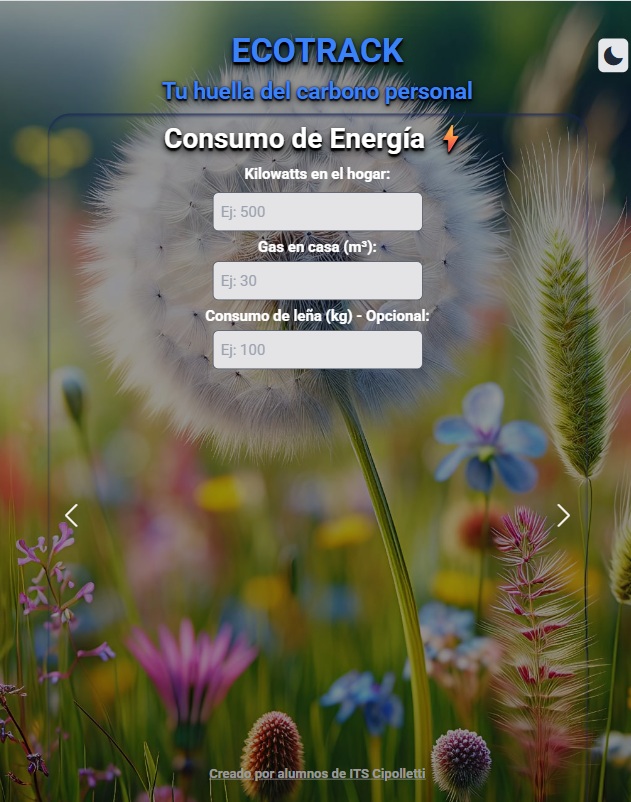 ECOTRACK
Tu huella del carbono personal
Consumo de Energía
Kilowatts en el hogar:
Ej: 500
Gas en casa (m³):
Ej: 30
Consumo de leña (kg) - Opcional:
Ej: 100
Creado por alumnos de ITS Cipolletti